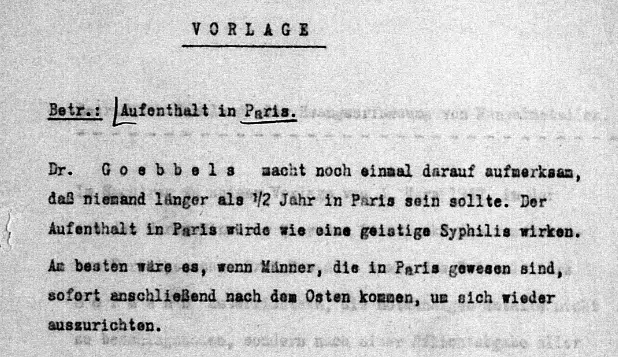 VORLAGE
Betr.: Aufenthalt in Paris.
Dr. Goebbels macht noch einmal darauf aufmerksam,
daß niemand länger als 1/2 Jahr in Paris sein sollte. Der
Aufenthalt in Paris würde wie eine geistige Syphilis wirken.
Am besten wäre es, wenn Männer, die in Paris gewesen sind,
sofort anschließend nach dem Osten kommen, um sich wieder
auszurichten.